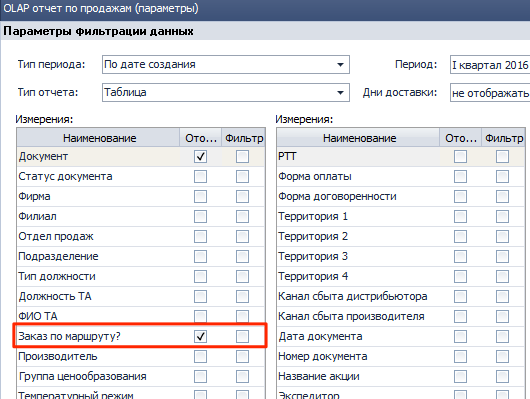 OLAP отчет по продажам (параметры)
Параметры фильтрации данных
Тип периода: По дате создания Период: I квартал 2016
Тип отчета: Таблица Дни доставки: не отображать
Измерения: Измерения:
Наименование Ото... Фильтр Наименование Ото... Фильтр
Документ РТТ
Статус документа Форма оплаты
Фирма Форма договоренности
Филиал Территория 1
Отдел продаж Территория 2
Подразделение Территория 3
Тип должности Территория 4
Должность ТА Канал сбыта дистрибьютора
ФИО ТА Канал сбыта производителя
Заказ по маршруту? Дата документа
Производитель Номер документа
Группа ценообразования Название акции
Температурный режим Экспедитор